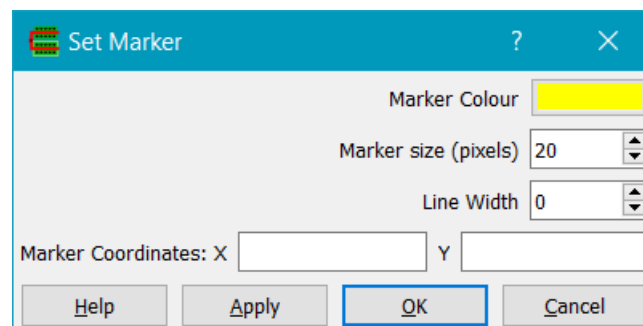 Set Marker ?
Marker Colour
Marker size (pixels) 20
Line Width 0
Marker Coordinates: X Y
Help Apply OK Cancel